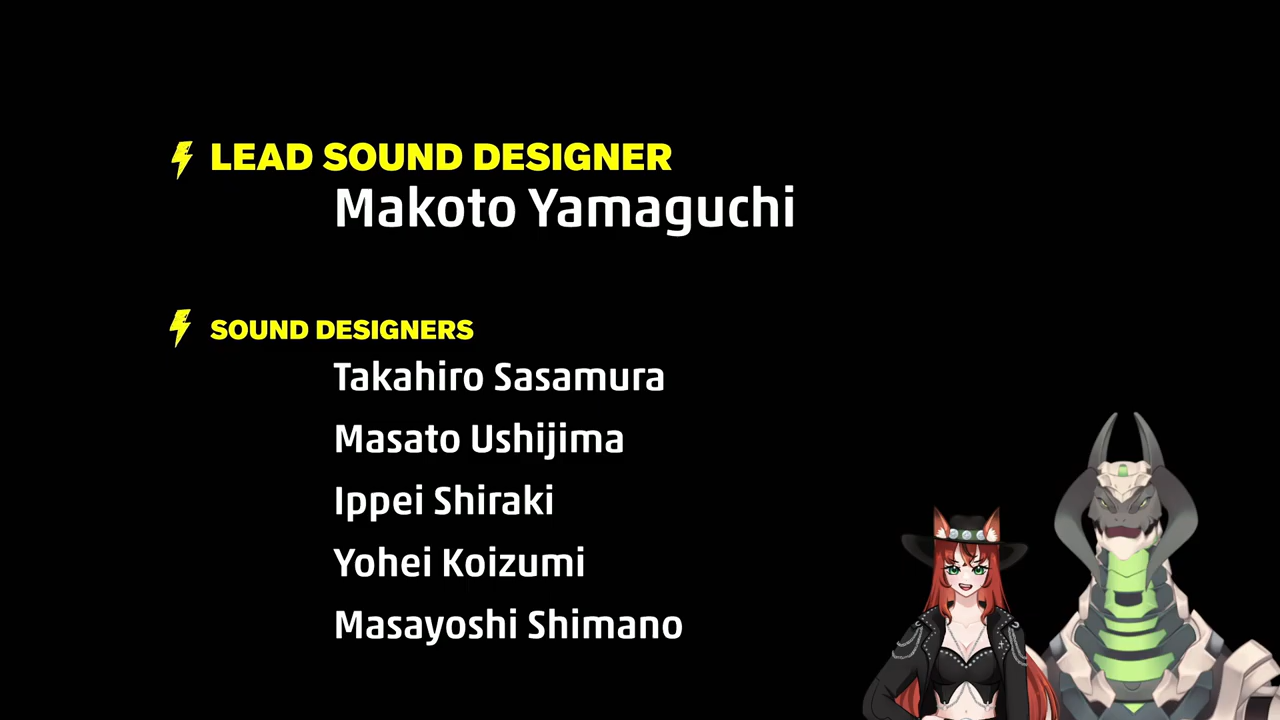 LEAD SOUND DESIGNER
Makoto Yamaguchi
SOUND DESIGNERS
Takahiro Sasamura
Masato Ushijima
Ippei Shiraki
Yohei Koizumi
Masayoshi Shimano